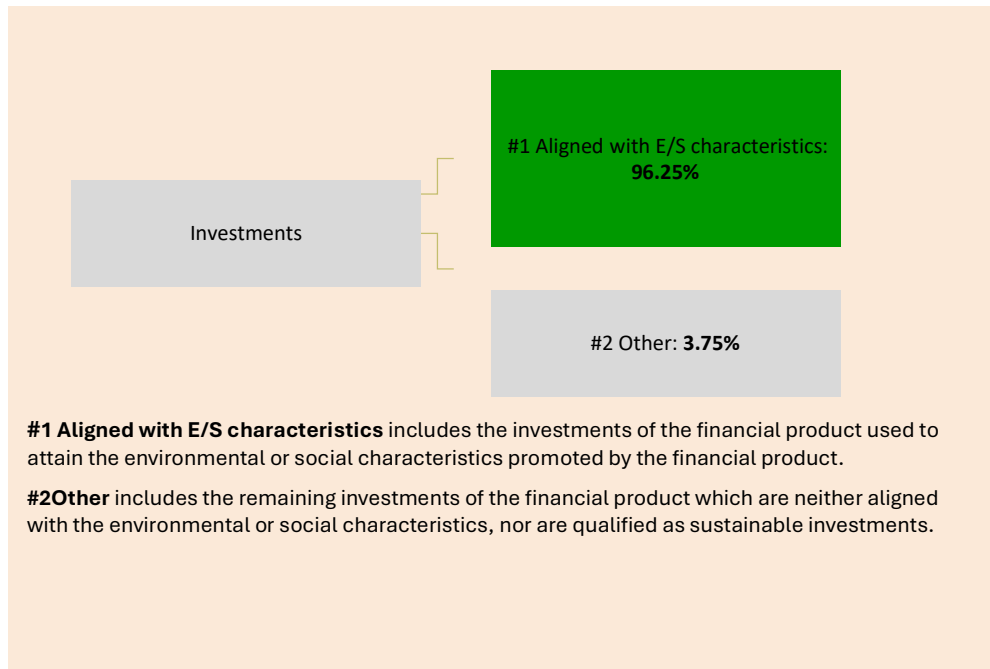 #1 Aligned with E/S characteristics:
96.25%
Investments
#2 Other: 3.75%
#1 Aligned with E/S characteristics includes the investments of the financial product used to
attain the environmental or social characteristics promoted by the financial product.
#2Other includes the remaining investments of the financial product which are neither aligned
with the environmental or social characteristics, nor are qualified as sustainable investments.